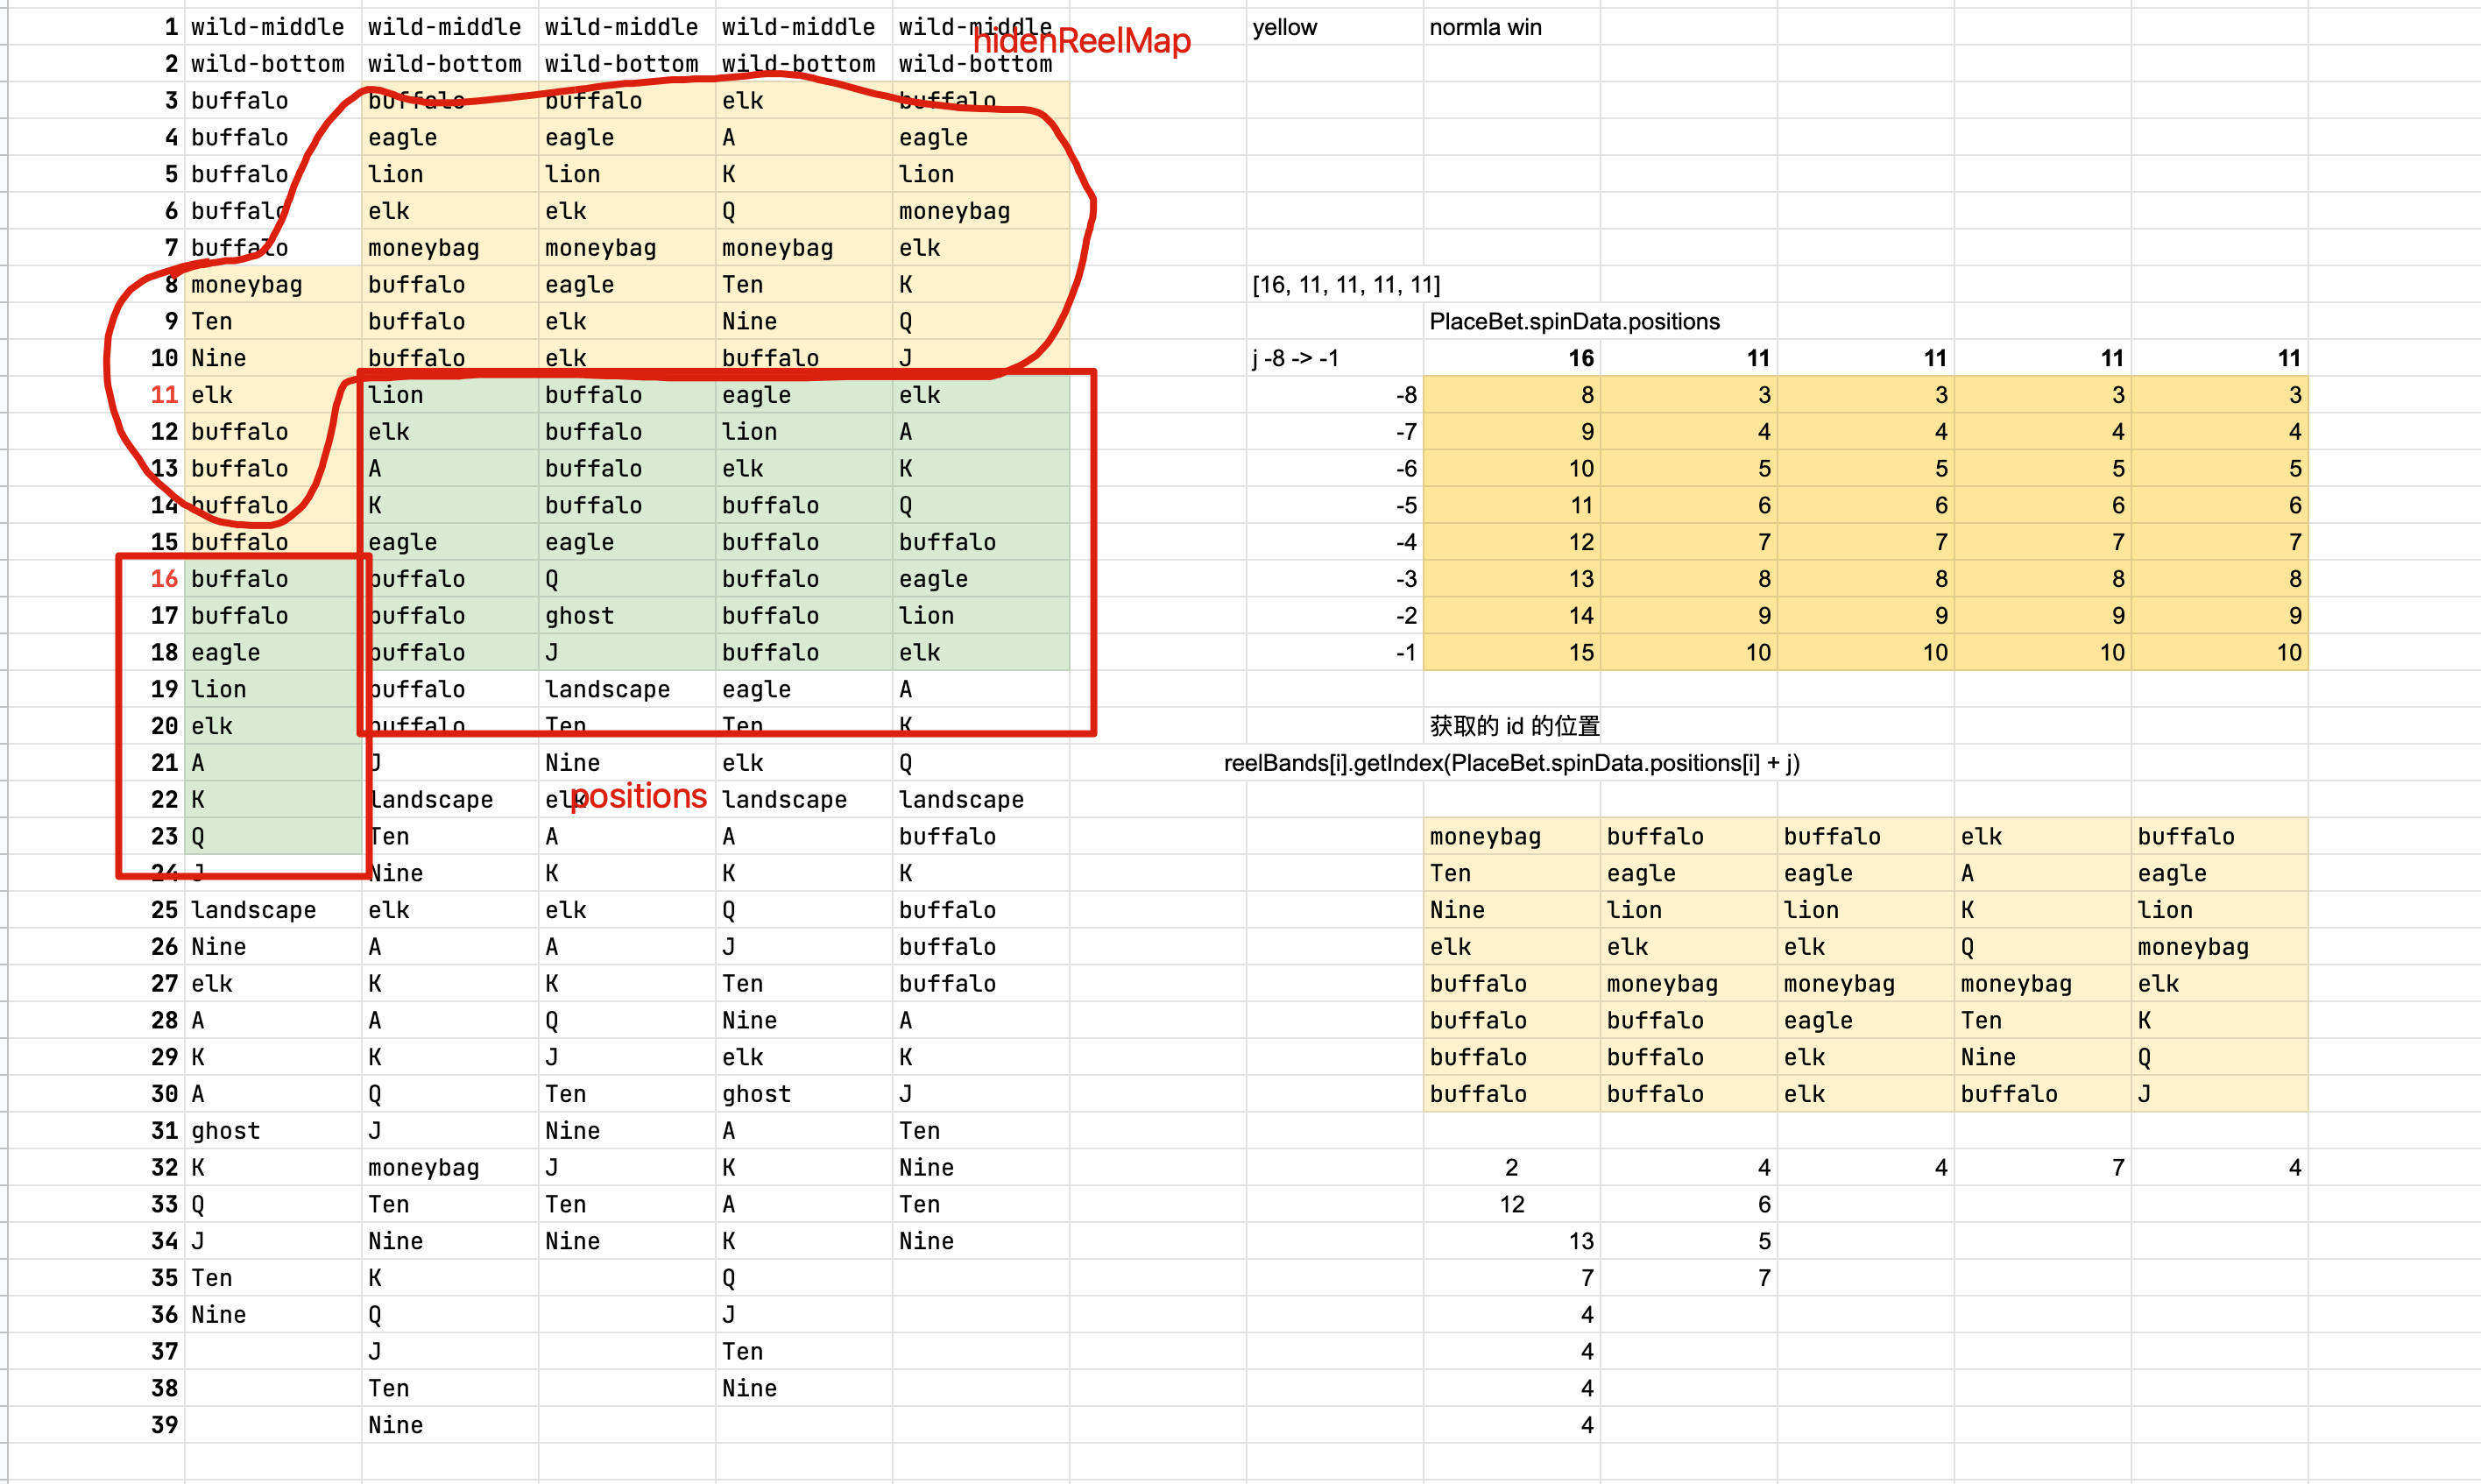 1 wild-middle wild-middle wild-middle wild-middle wild-middle yellow normla win
hidenReelMap
2 wild-bottom wild-bottom wild-bottom wild-bottom wild-bottom
3 buffalo buffalo buffalo elk buffalo
4 buffalo eagle eagle A eagle
5 buffalo lion lion K lion
6 buffalo elk elk Q moneybag
7 buffalo moneybag moneybag moneybag elk
8 moneybag buffalo eagle Ten K [16, 11, 11, 11, 11]
9 Ten buffalo elk Nine Q PlaceBet.spinData.positions
10 Nine buffalo elk buffalo J j -8 -> -1 16 11 11 11 11
11 elk lion buffalo eagle elk -8 8 3 3 3 3
12 buffalo elk buffalo lion A -7 9 4 4 4 4
13 buffalo A buffalo elk K -6 10 5 5 5 5
14 buffalo K buffalo buffalo Q -5 11 6 6 6 6
15 buffalo eagle eagle buffalo buffalo -4 12 7 7 7 7
16 buffalo buffalo Q buffalo eagle -3 13 8 8 8 8
17 buffalo buffalo ghost buffalo lion -2 14 9 9 9 9
18 eagle buffalo J buffalo elk -1 15 10 10 10 10
19 lion buffalo landscape eagle A
20 elk buffalo Ten Ten K 获取的 id 的位置
21 A J Nine elk Q reelBands[i].getIndex(PlaceBet.spinData.positions[i] + j)
22 K landscape elk landscape landscape
positions
23 Q Ten A A buffalo moneybag buffalo buffalo elk buffalo
24 J Nine K K K Ten eagle eagle A eagle
25 landscape elk elk Q buffalo Nine lion lion K lion
26 Nine A A J buffalo elk elk elk Q moneybag
27 elk K K Ten buffalo buffalo moneybag moneybag moneybag elk
28 A A Q Nine A buffalo buffalo eagle Ten K
29 K K J elk K buffalo buffalo elk Nine Q
30 A Q Ten ghost J buffalo buffalo elk buffalo J
31 ghost J Nine A Ten
32 K moneybag J K Nine 2 4 4 7 4
33 Q Ten Ten A Ten 12 6
34 J Nine Nine K Nine 13 5
35 Ten K Q 7 7
36 Nine Q J 4
37 J Ten 4
38 Ten Nine 4
39 Nine 4